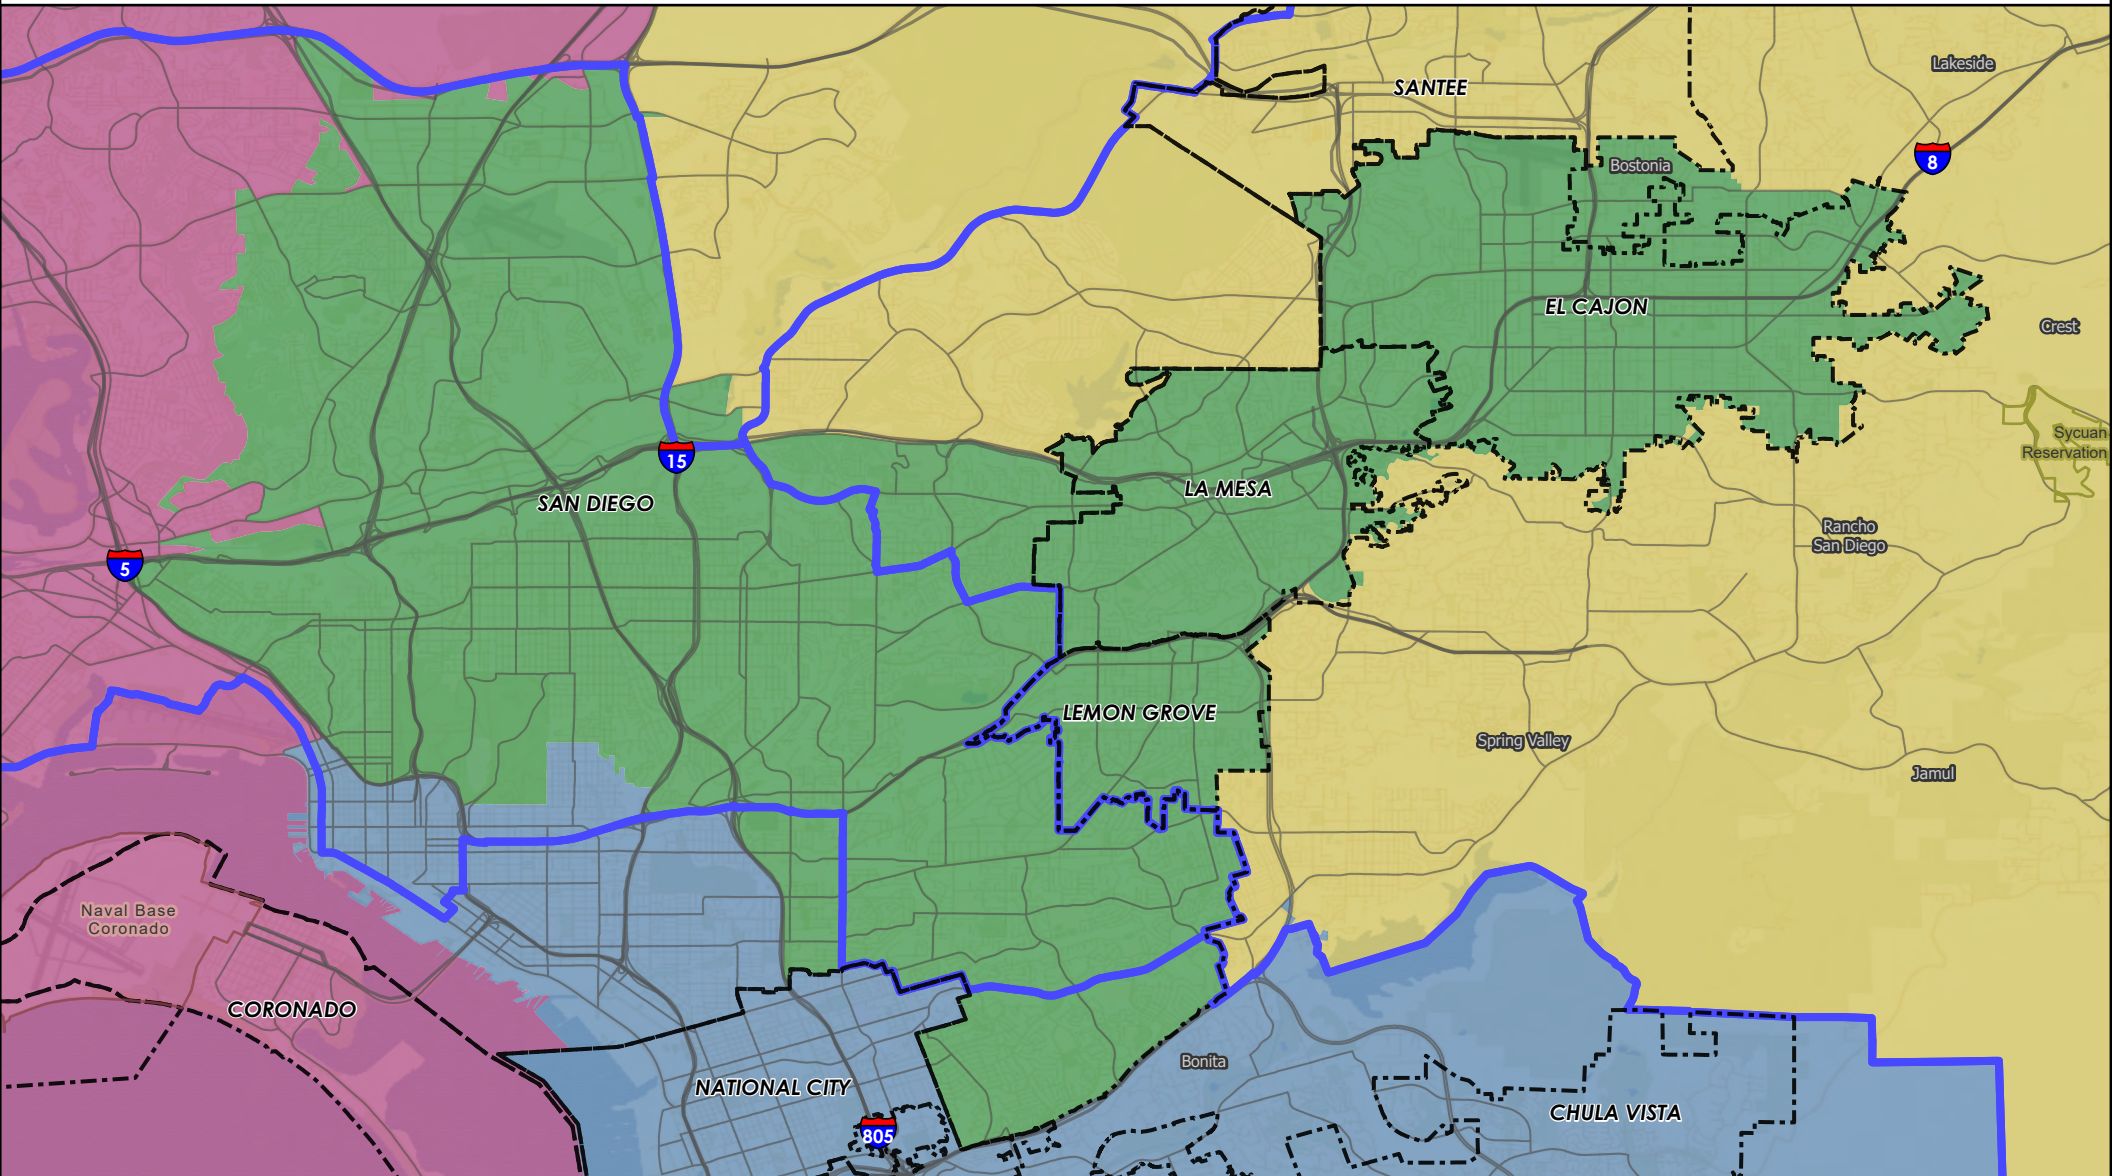 Lakeside
SANTEE
8
Bostonia
EL CAJON
Crest
Sycuan
Reservation
15
SAN DIEGO
LA MESA
Rancho
San Diego
5
LEMON GROVE
Spring Valley
Jamul
Naval Base
Coronado
CORONADO
Bonita
NATIONAL CITY
CHULA VISTA
805